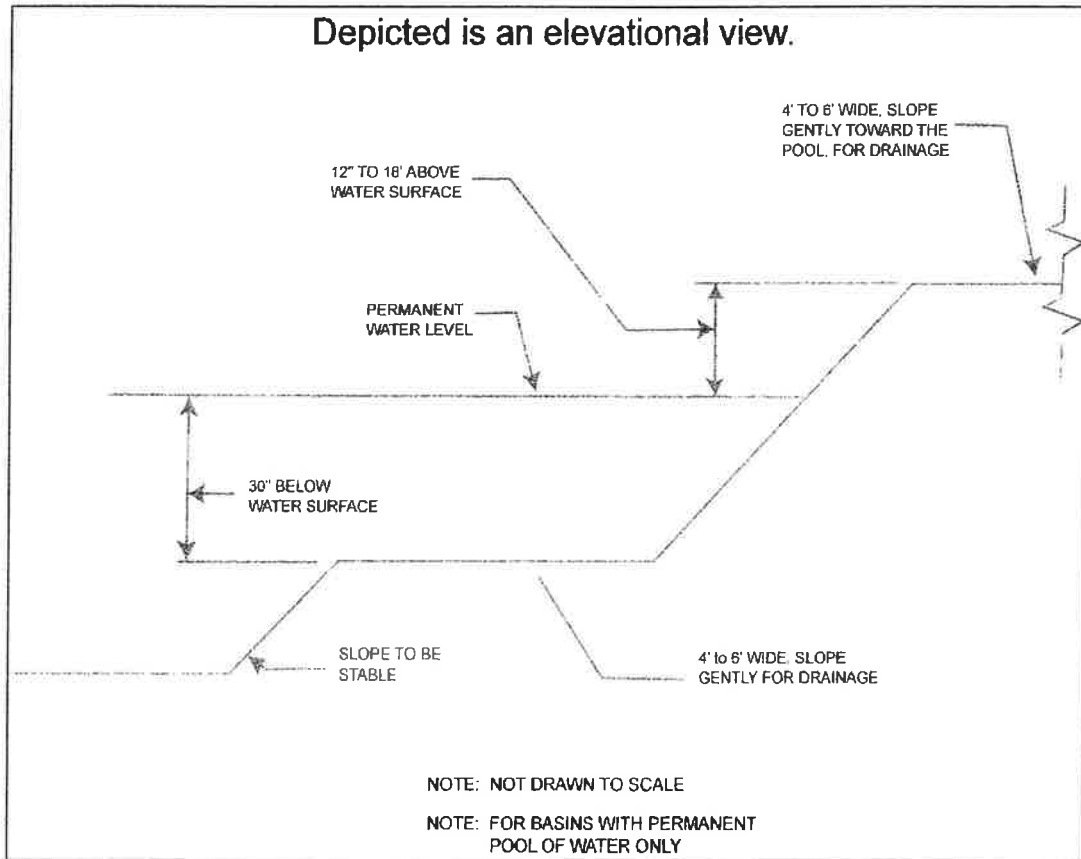 Depicted is an elevational view.
4' TO 6' WIDE, SLOPE
GENTLY TOWARD THE
POOL, FOR DRAINAGE
12" TO 18' ABOVE
WATER SURFACE
PERMANENT
WATER LEVEL
30" BELOW
WATER SURFACE
SLOPE TO BE
STABLE
4' to 6' WIDE, SLOPE
GENTLY FOR DRAINAGE
NOTE: NOT DRAWN TO SCALE
NOTE: FOR BASINS WITH PERMANENT
POOL OF WATER ONLY